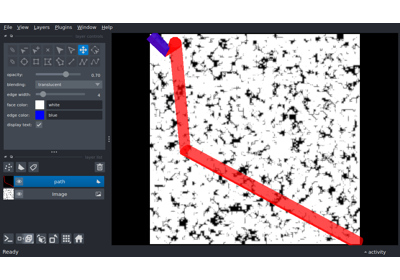 File View Layers Plugins Window Help
opacity: 0.70
blending: translucent
edge width: 4
face color: white
edge color: blue
display text: ✓
path
Image
Ready
activity